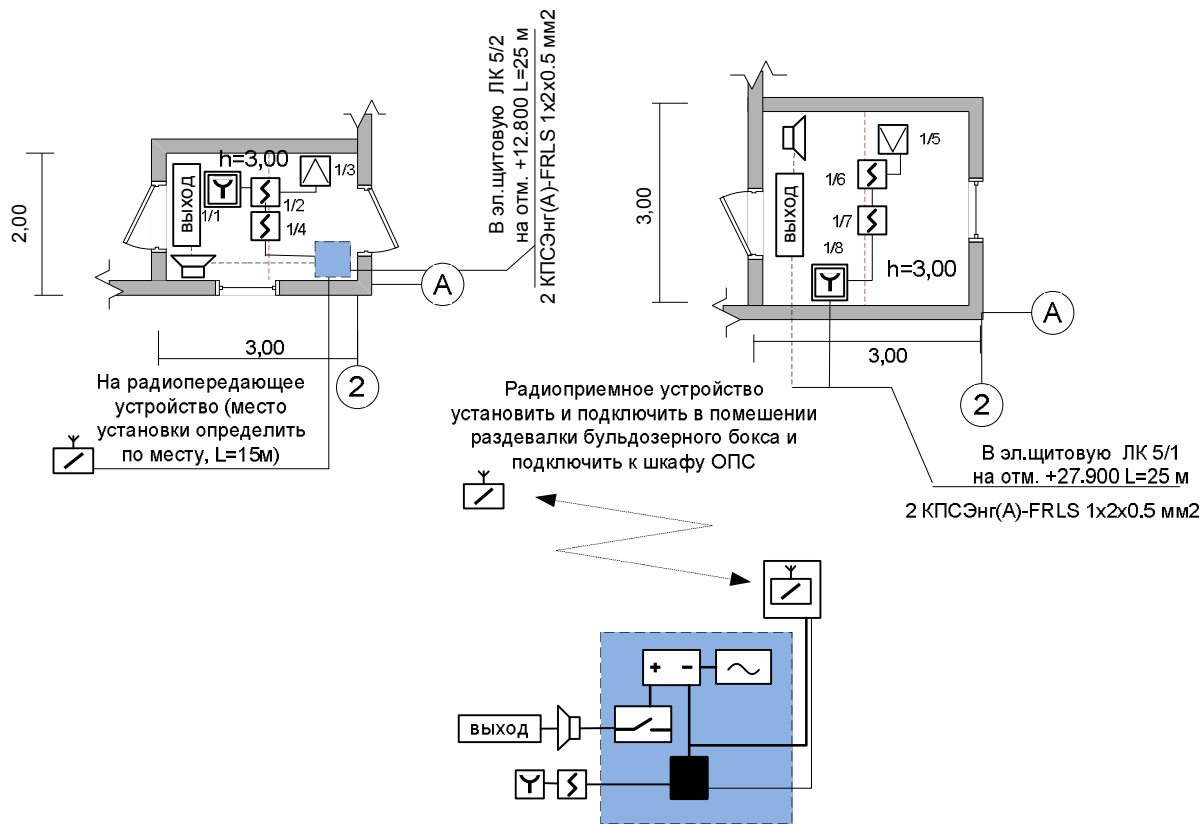 В эл.щитовую ЛК 5/2
на отм. +12.800 L=25 м
2 КПСЭнг(А)-FRLS 1x2x0.5 мм2
h=3,00
1/3
ВЫХОД
1/1
1/2
1/4
2,00
А
3,00
2
1/5
1/6
ВЫХОД
1/7
1/8
h=3,00
3,00
А
3,00
2
На радиопередающее
устройство (место
установки определить
по месту, L=15м)
Радиоприемное устройство
установить и подключить в помешении
раздевалки бульдозерного бокса и
подключить к шкафу ОПС
В эл.щитовую ЛК 5/1
на отм. +27.900 L=25 м
2 КПСЭнг(А)-FRLS 1x2x0.5 мм2
+ -
ВЫХОД